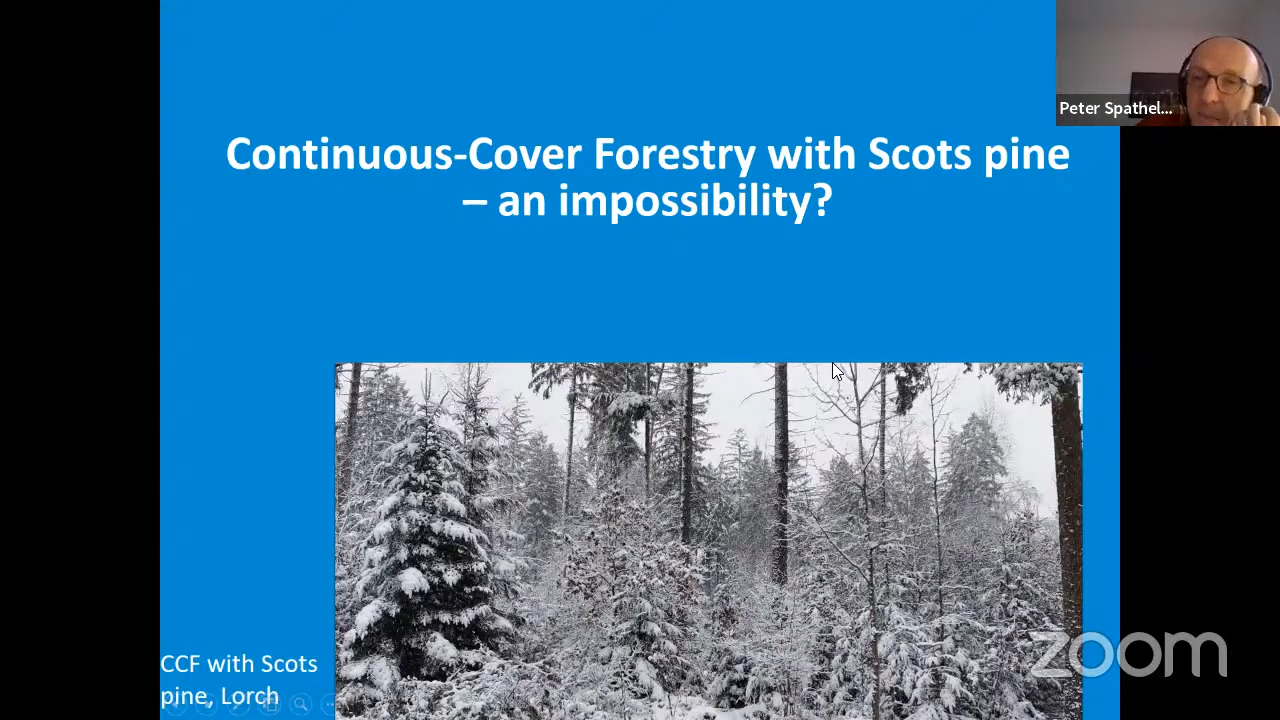 Continuous-Cover Forestry with Scots pine
– an impossibility?
Peter Spathel...
CCF with Scots
pine, Lorch
zoom